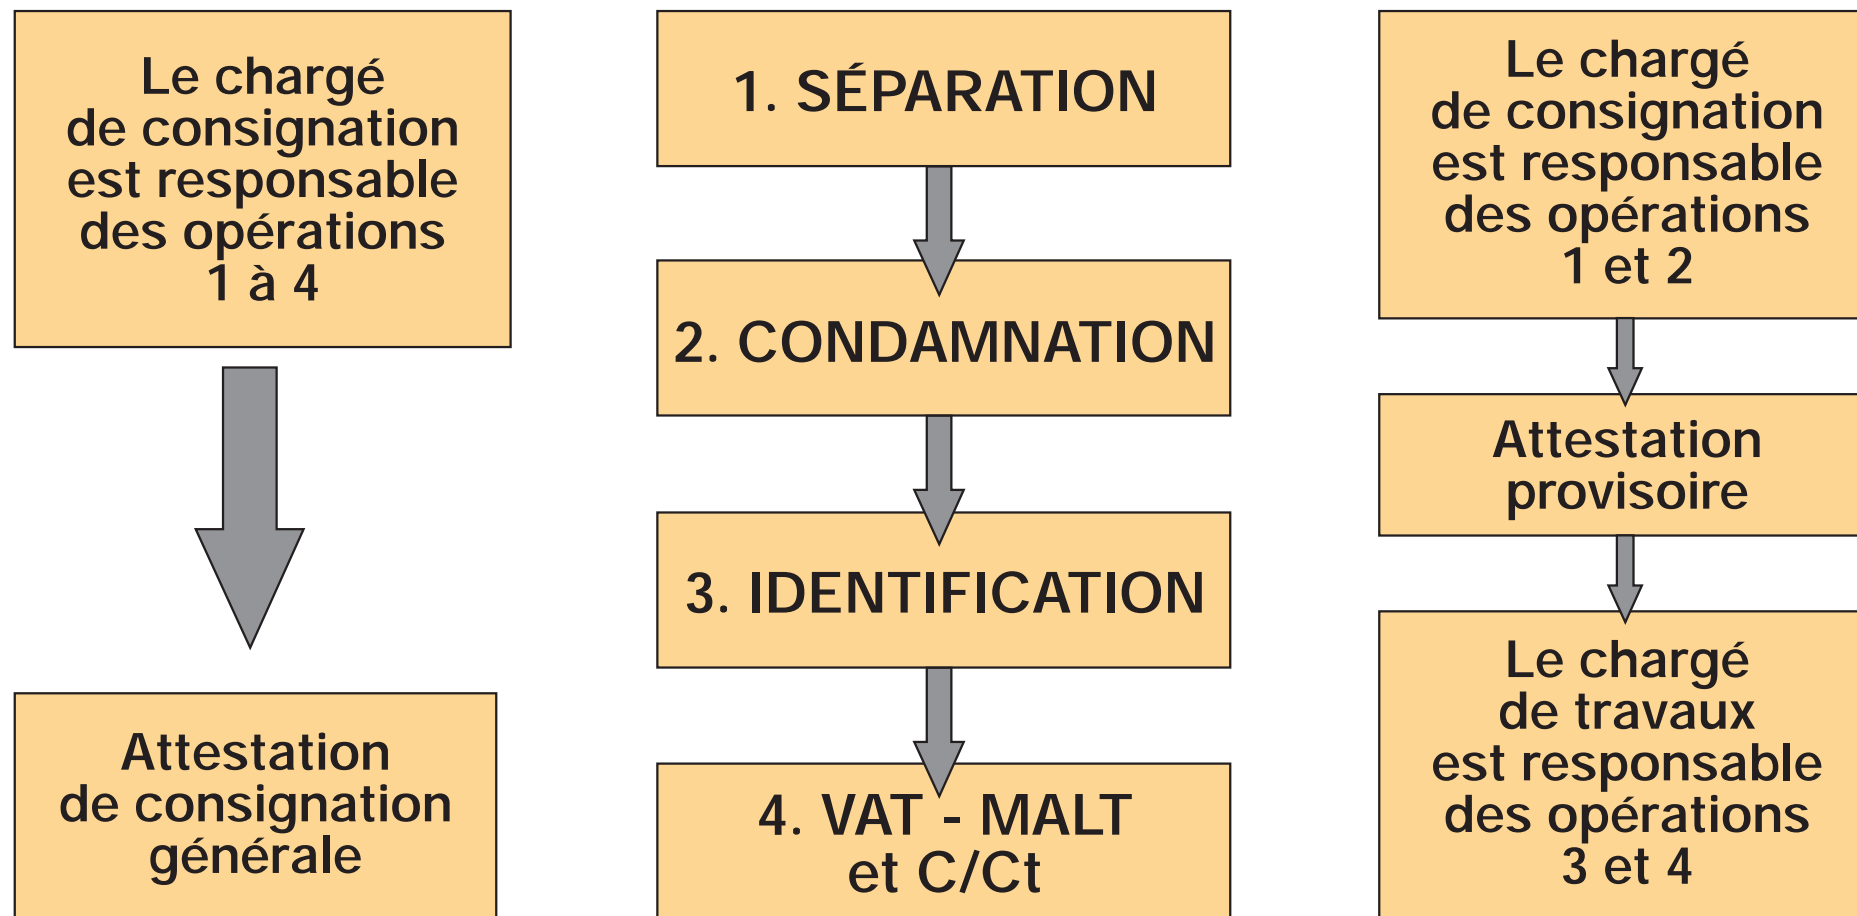 Le chargé
de consignation
est responsable
des opérations
1 à 4
Attestation
de consignation
générale
1. SÉPARATION
2. CONDAMNATION
3. IDENTIFICATION
4. VAT - MALT
et C/Ct
Le chargé
de consignation
est responsable
des opérations
1 et 2
Attestation
provisoire
Le chargé
de travaux
est responsable
des opérations
3 et 4